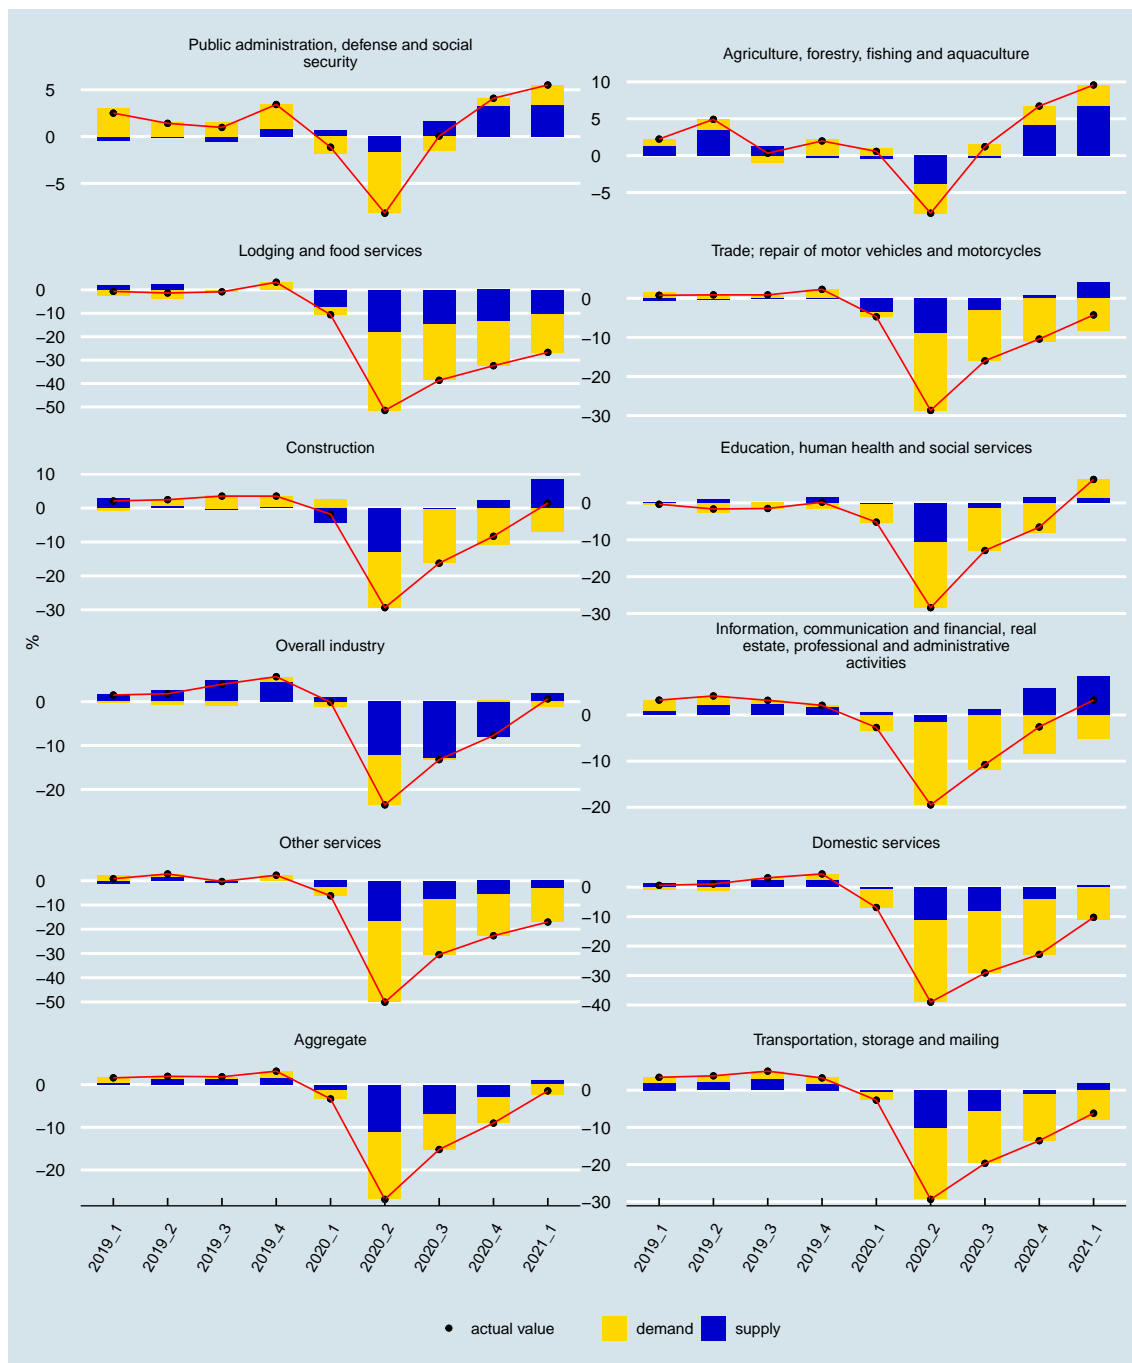 Public administration, defense and social
security
5
0
−5
Agriculture, forestry, fishing and aquaculture
10
5
0
−5
Lodging and food services
0
−10
−20
−30
−40
−50
Trade; repair of motor vehicles and motorcycles
0
−10
−20
−30
Construction
10
0
−10
−20
−30
Education, human health and social services
0
−10
−20
−30
%
Overall industry
0
−10
−20
Information, communication and financial, real
estate, professional and administrative
activities
0
−10
−20
Other services
0
−10
−20
−30
−40
−50
Domestic services
0
−10
−20
−30
−40
Aggregate
0
−10
−20
Transportation, storage and mailing
0
−10
−20
−30
2019_1 2019_2 2019_3 2019_4 2020_1 2020_2 2020_3 2020_4 2021_1
2019_1 2019_2 2019_3 2019_4 2020_1 2020_2 2020_3 2020_4 2021_1
actual value demand supply